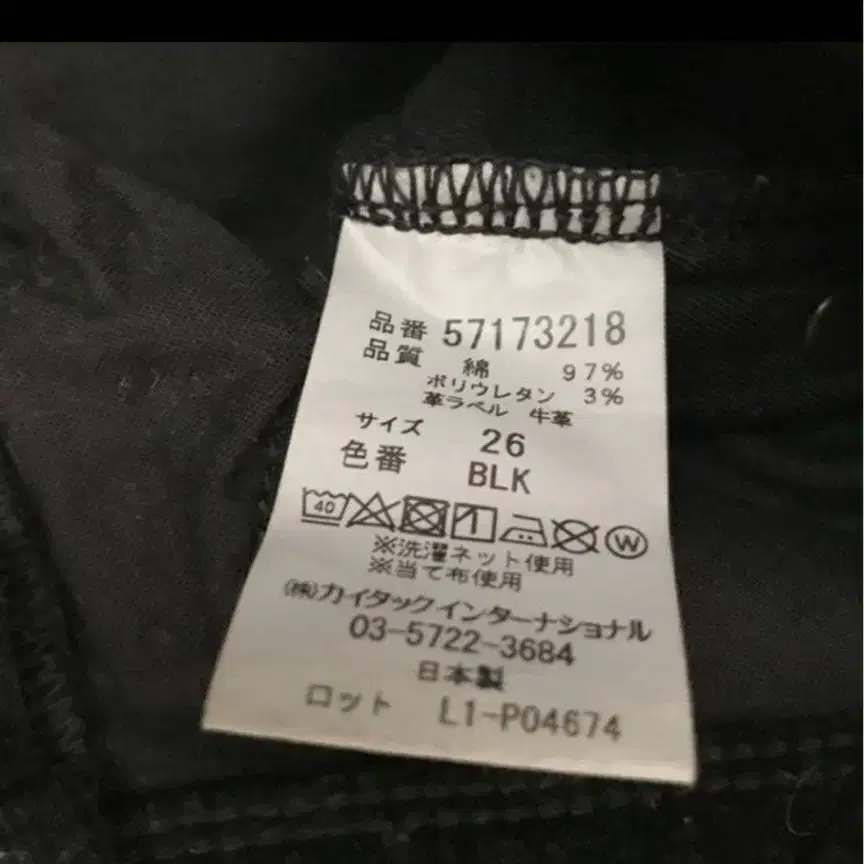 品番 57173218
品質 綿 97%
ポリウレタン 3%
革ラベル 牛革
サイズ 26
色番 BLK
40 W
※洗濯ネット使用
※当て布使用
㈱カイタックインターナショナル
03-5722-3684
日本製
ロット L1-P04674